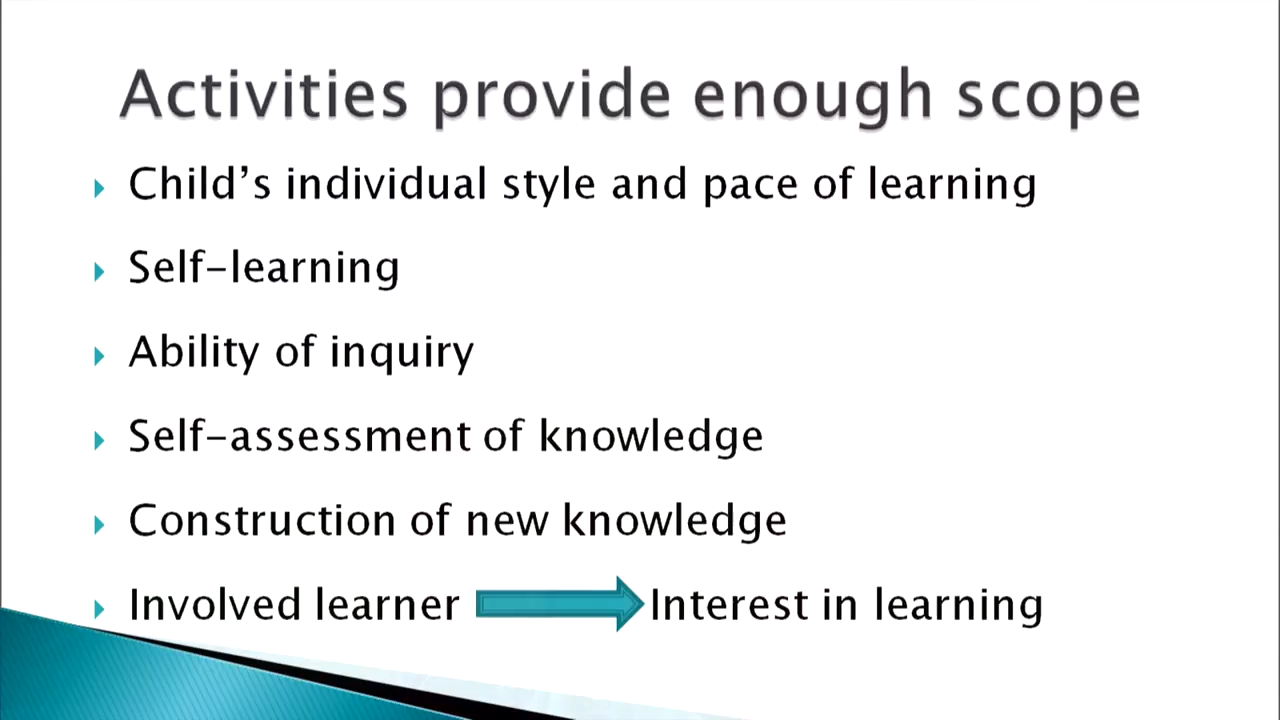 Activities provide enough scope
Child’s individual style and pace of learning
Self-learning
Ability of inquiry
Self-assessment of knowledge
Construction of new knowledge
Involved learner Interest in learning